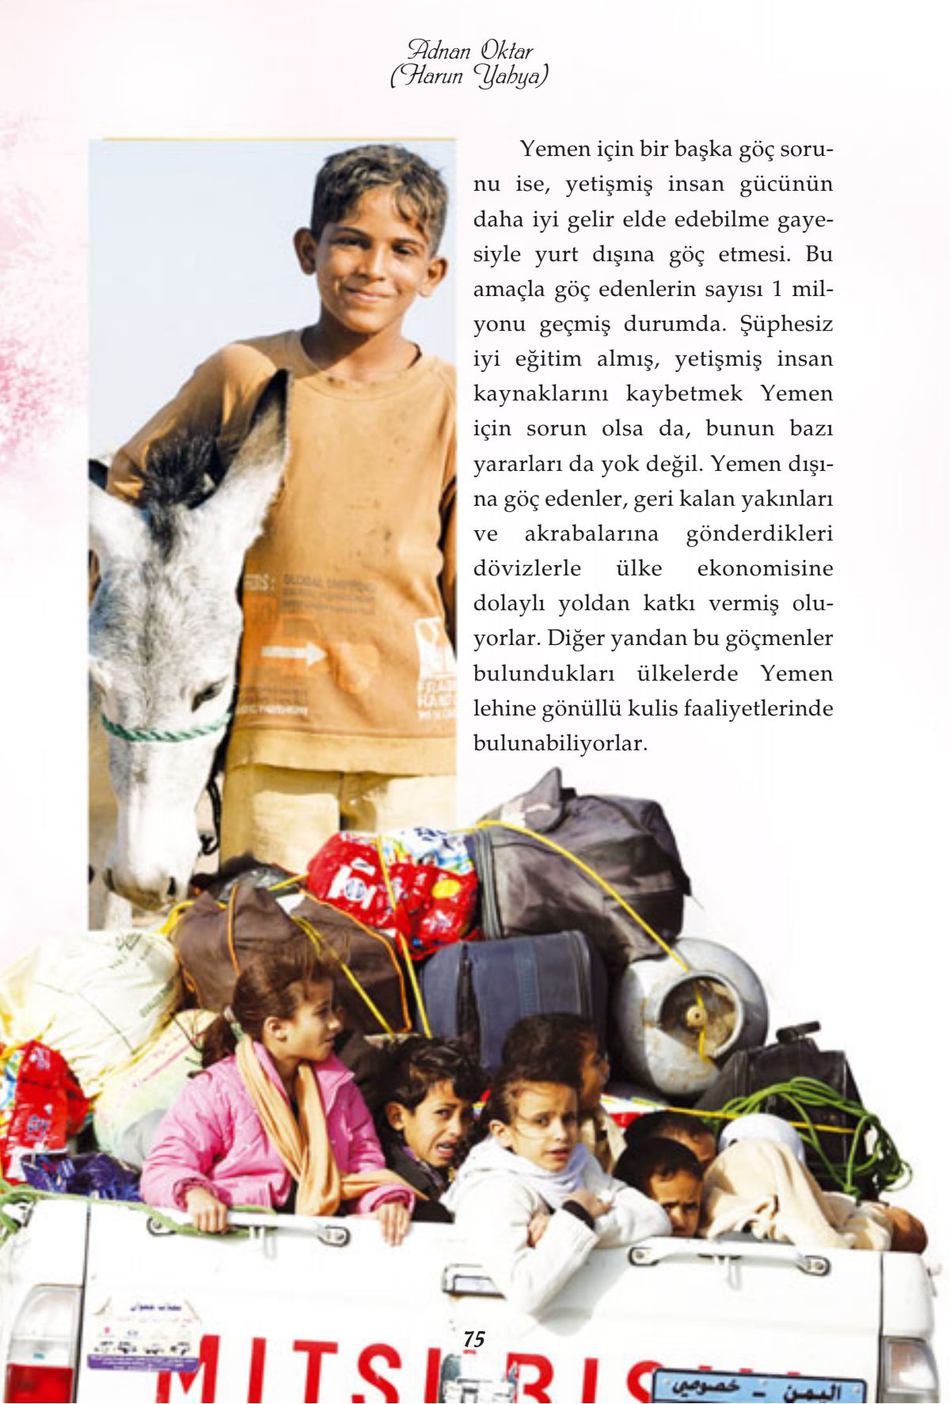 Adnan Oktar
(Harun Yahya)
Yemen için bir başka göç soru-
nu ise, yetişmiş insan gücünün
daha iyi gelir elde edebilme gaye-
siyle yurt dışına göç etmesi. Bu
amaçla göç edenlerin sayısı 1 mil-
yonu geçmiş durumda. Şüphesiz
iyi eğitim almış, yetişmiş insan
kaynaklarını kaybetmek Yemen
için sorun olsa da, bunun bazı
yararları da yok değil. Yemen dışı-
na göç edenler, geri kalan yakınları
ve akrabalarına gönderdikleri
dövizlerle ülke ekonomisine
dolaylı yoldan katkı vermiş olu-
yorlar. Diğer yandan bu göçmenler
bulundukları ülkelerde Yemen
lehine gönüllü kulis faaliyetlerinde
bulunabiliyorlar.
75
اليمن - خصوصي